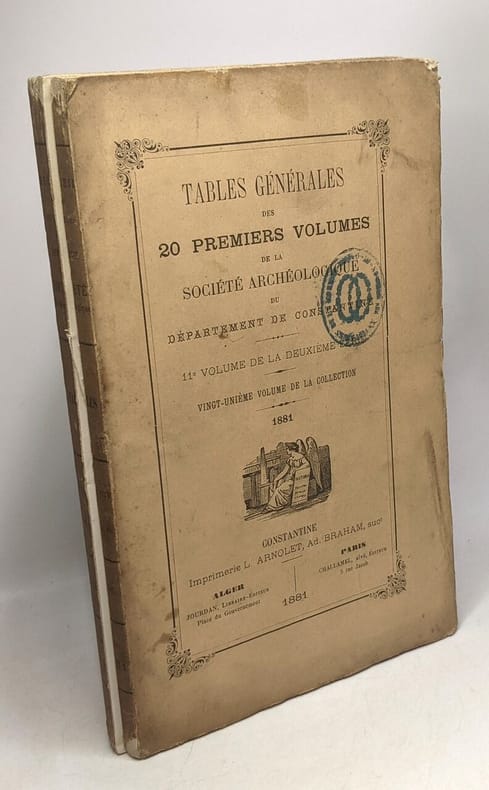 TABLES GÉNÉRALES
DES
20 PREMIERS VOLUMES
DE LA
SOCIÉTÉ ARCHÉOLOGIQUE
DU
DÉPARTEMENT DE CONSTANTINE
11e VOLUME DE LA DEUXIÈME
VINGT-UNIÈME VOLUME DE LA COLLECTION
1881
CONSTANTINE
Imprimerie L. ARNOLET, Ad. BRAHAM, sucr
ALGER
JOURDAN, Libraire-Éditeur
Place du Gouvernement
PARIS
CHALLAMEL, aîné, Éditeur
5 rue Jacob
1881